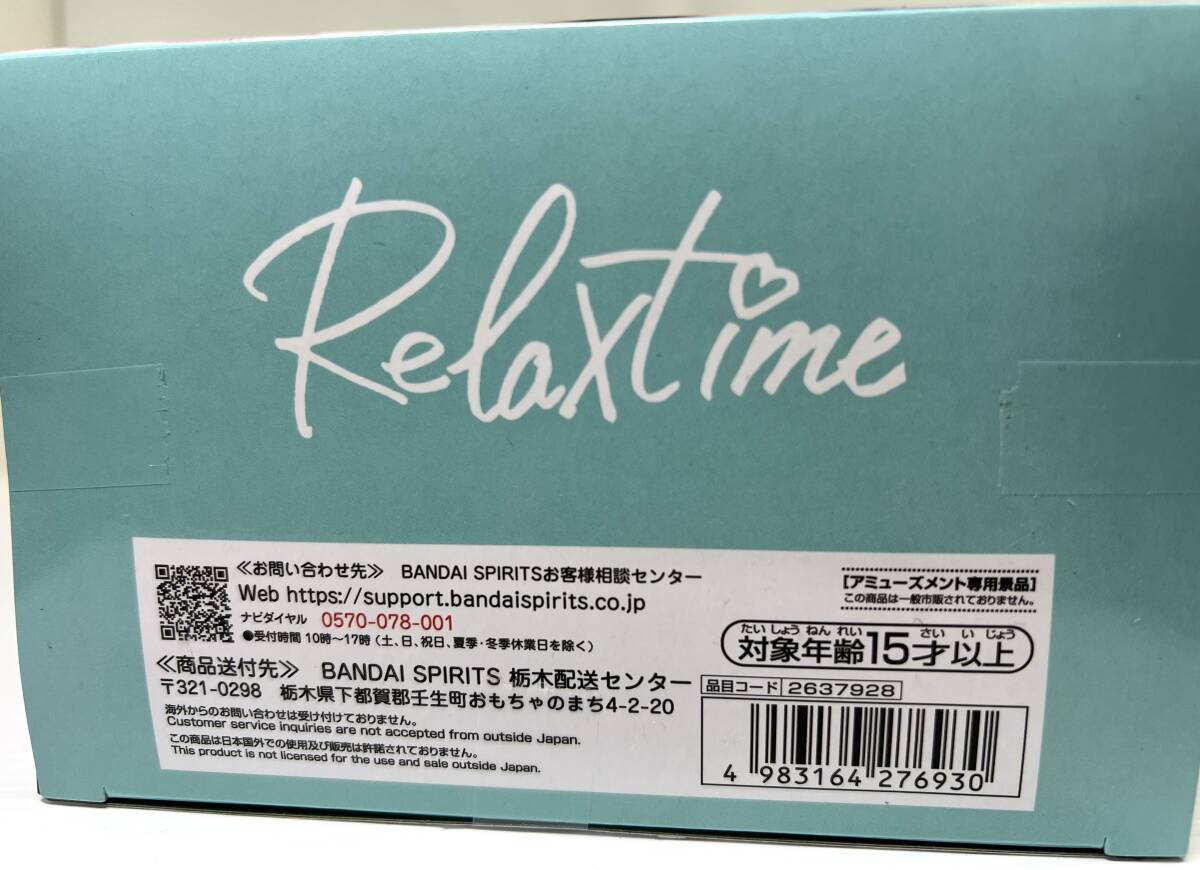 Relaxtime
≪お問い合わせ先≫ BANDAI SPIRITSお客様相談センター
Web https://support.bandaispirits.co.jp
ナビダイヤル 0570-078-001
●受付時間 10時～17時（土、日、祝日、夏季・冬季休業日を除く）
≪商品送付先≫ BANDAI SPIRITS 栃木配送センター
〒321-0298 栃木県下都賀郡壬生町おもちゃのまち4-2-20
海外からのお問い合わせは受け付けておりません。
Customer service inquiries are not accepted from outside Japan.
この商品は日本国外での使用及び販売は許諾されておりません。
This product is not licensed for the use and sale outside Japan.
【アミューズメント専用景品】
この商品は一般市販されておりません。
たいしょうねんれい さいいじょう
対象年齢15才以上
品目コード 2637928
4 983164 276930